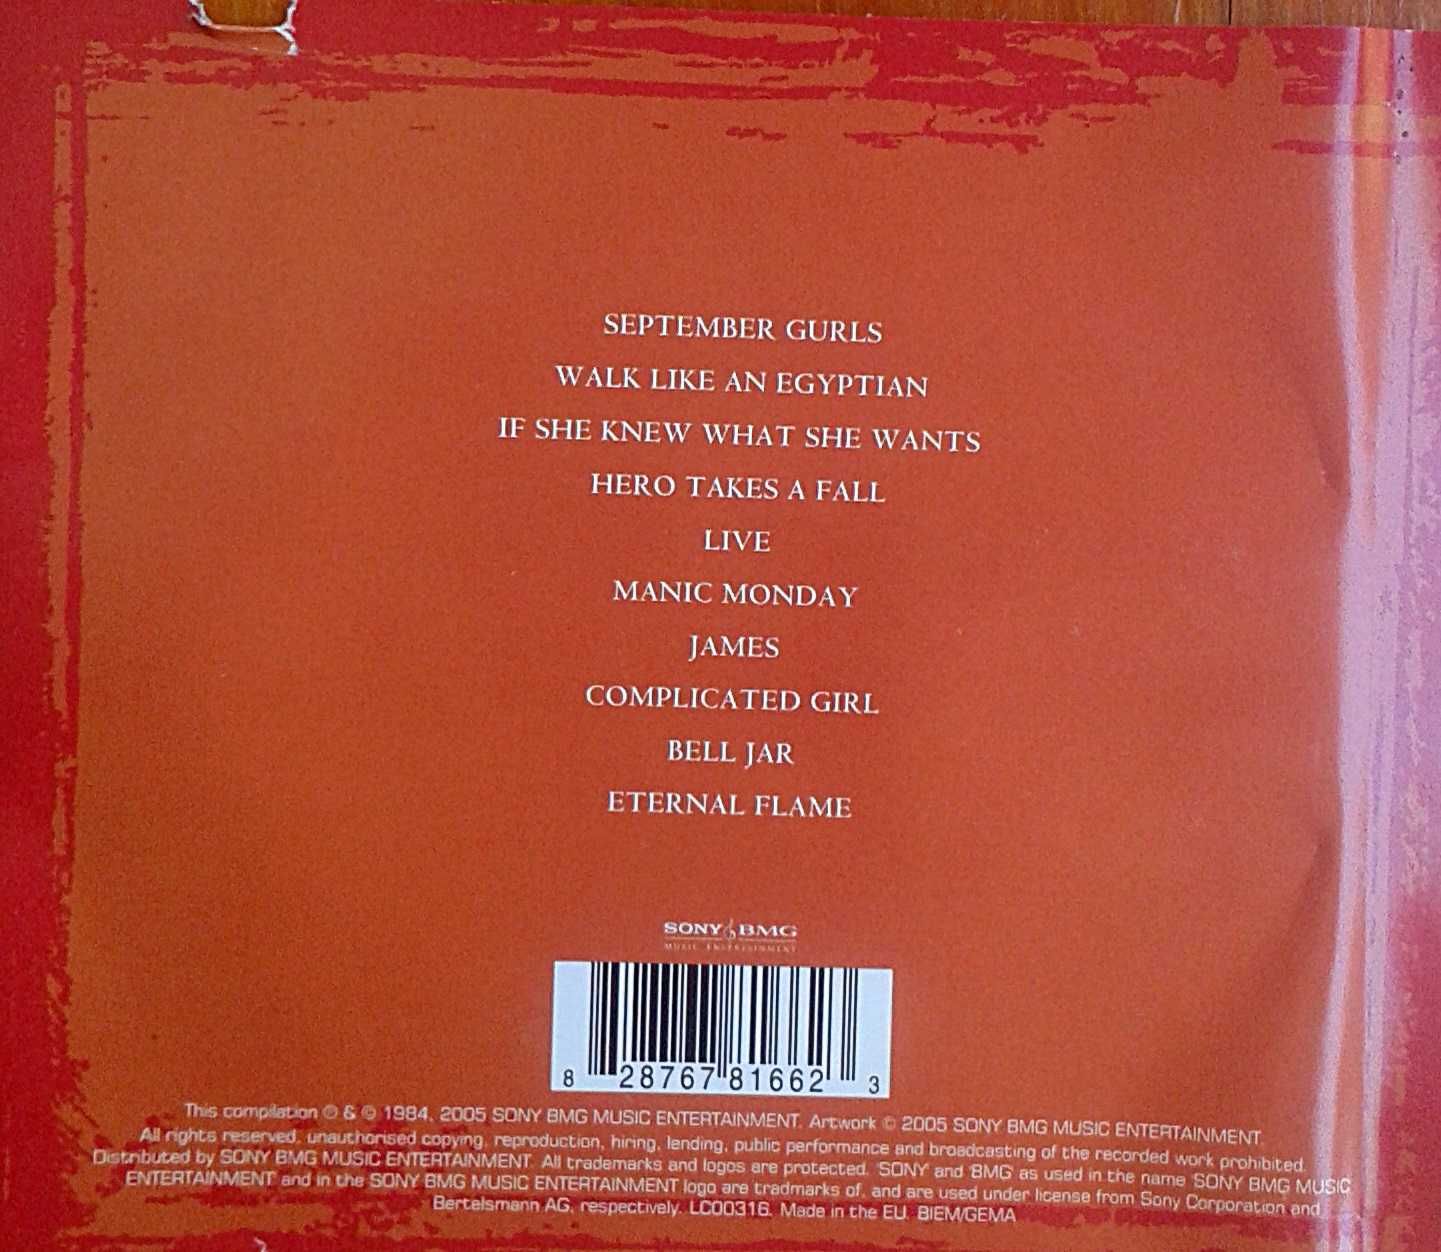 SEPTEMBER GURLS
WALK LIKE AN EGYPTIAN
IF SHE KNEW WHAT SHE WANTS
HERO TAKES A FALL
LIVE
MANIC MONDAY
JAMES
COMPLICATED GIRL
BELL JAR
ETERNAL FLAME
SONY BMG
MUSIC ENTERTAINMENT
8 28767 81662 3
This compilation ℗ & © 1984, 2005 SONY BMG MUSIC ENTERTAINMENT. Artwork © 2005 SONY BMG MUSIC ENTERTAINMENT.
All rights reserved, unauthorised copying, reproduction, hiring, lending, public performance and broadcasting of the recorded work prohibited.
Distributed by SONY BMG MUSIC ENTERTAINMENT. All trademarks and logos are protected. 'SONY' and 'BMG' as used in the name 'SONY BMG MUSIC
ENTERTAINMENT' and in the SONY BMG MUSIC ENTERTAINMENT logo are tradmarks of, and are used under license from Sony Corporation and
Bertelsmann AG, respectively. LC00316. Made in the EU. BIEM/GEMA